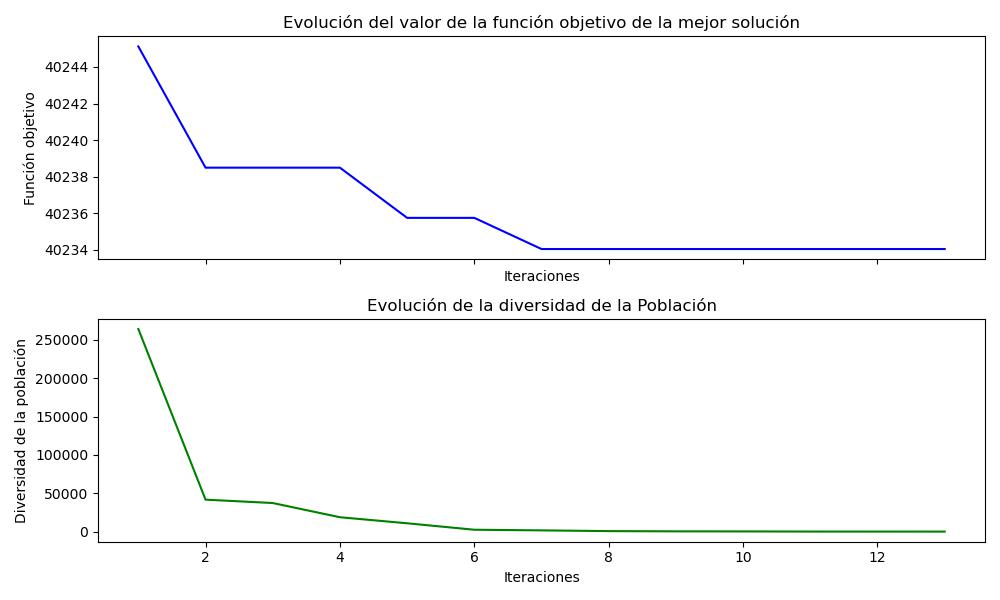 Evolución del valor de la función objetivo de la mejor solución
Función objetivo
40244
40242
40240
40238
40236
40234
Iteraciones
Evolución de la diversidad de la Población
Diversidad de la población
250000
200000
150000
100000
50000
0
2 4 6 8 10 12
Iteraciones